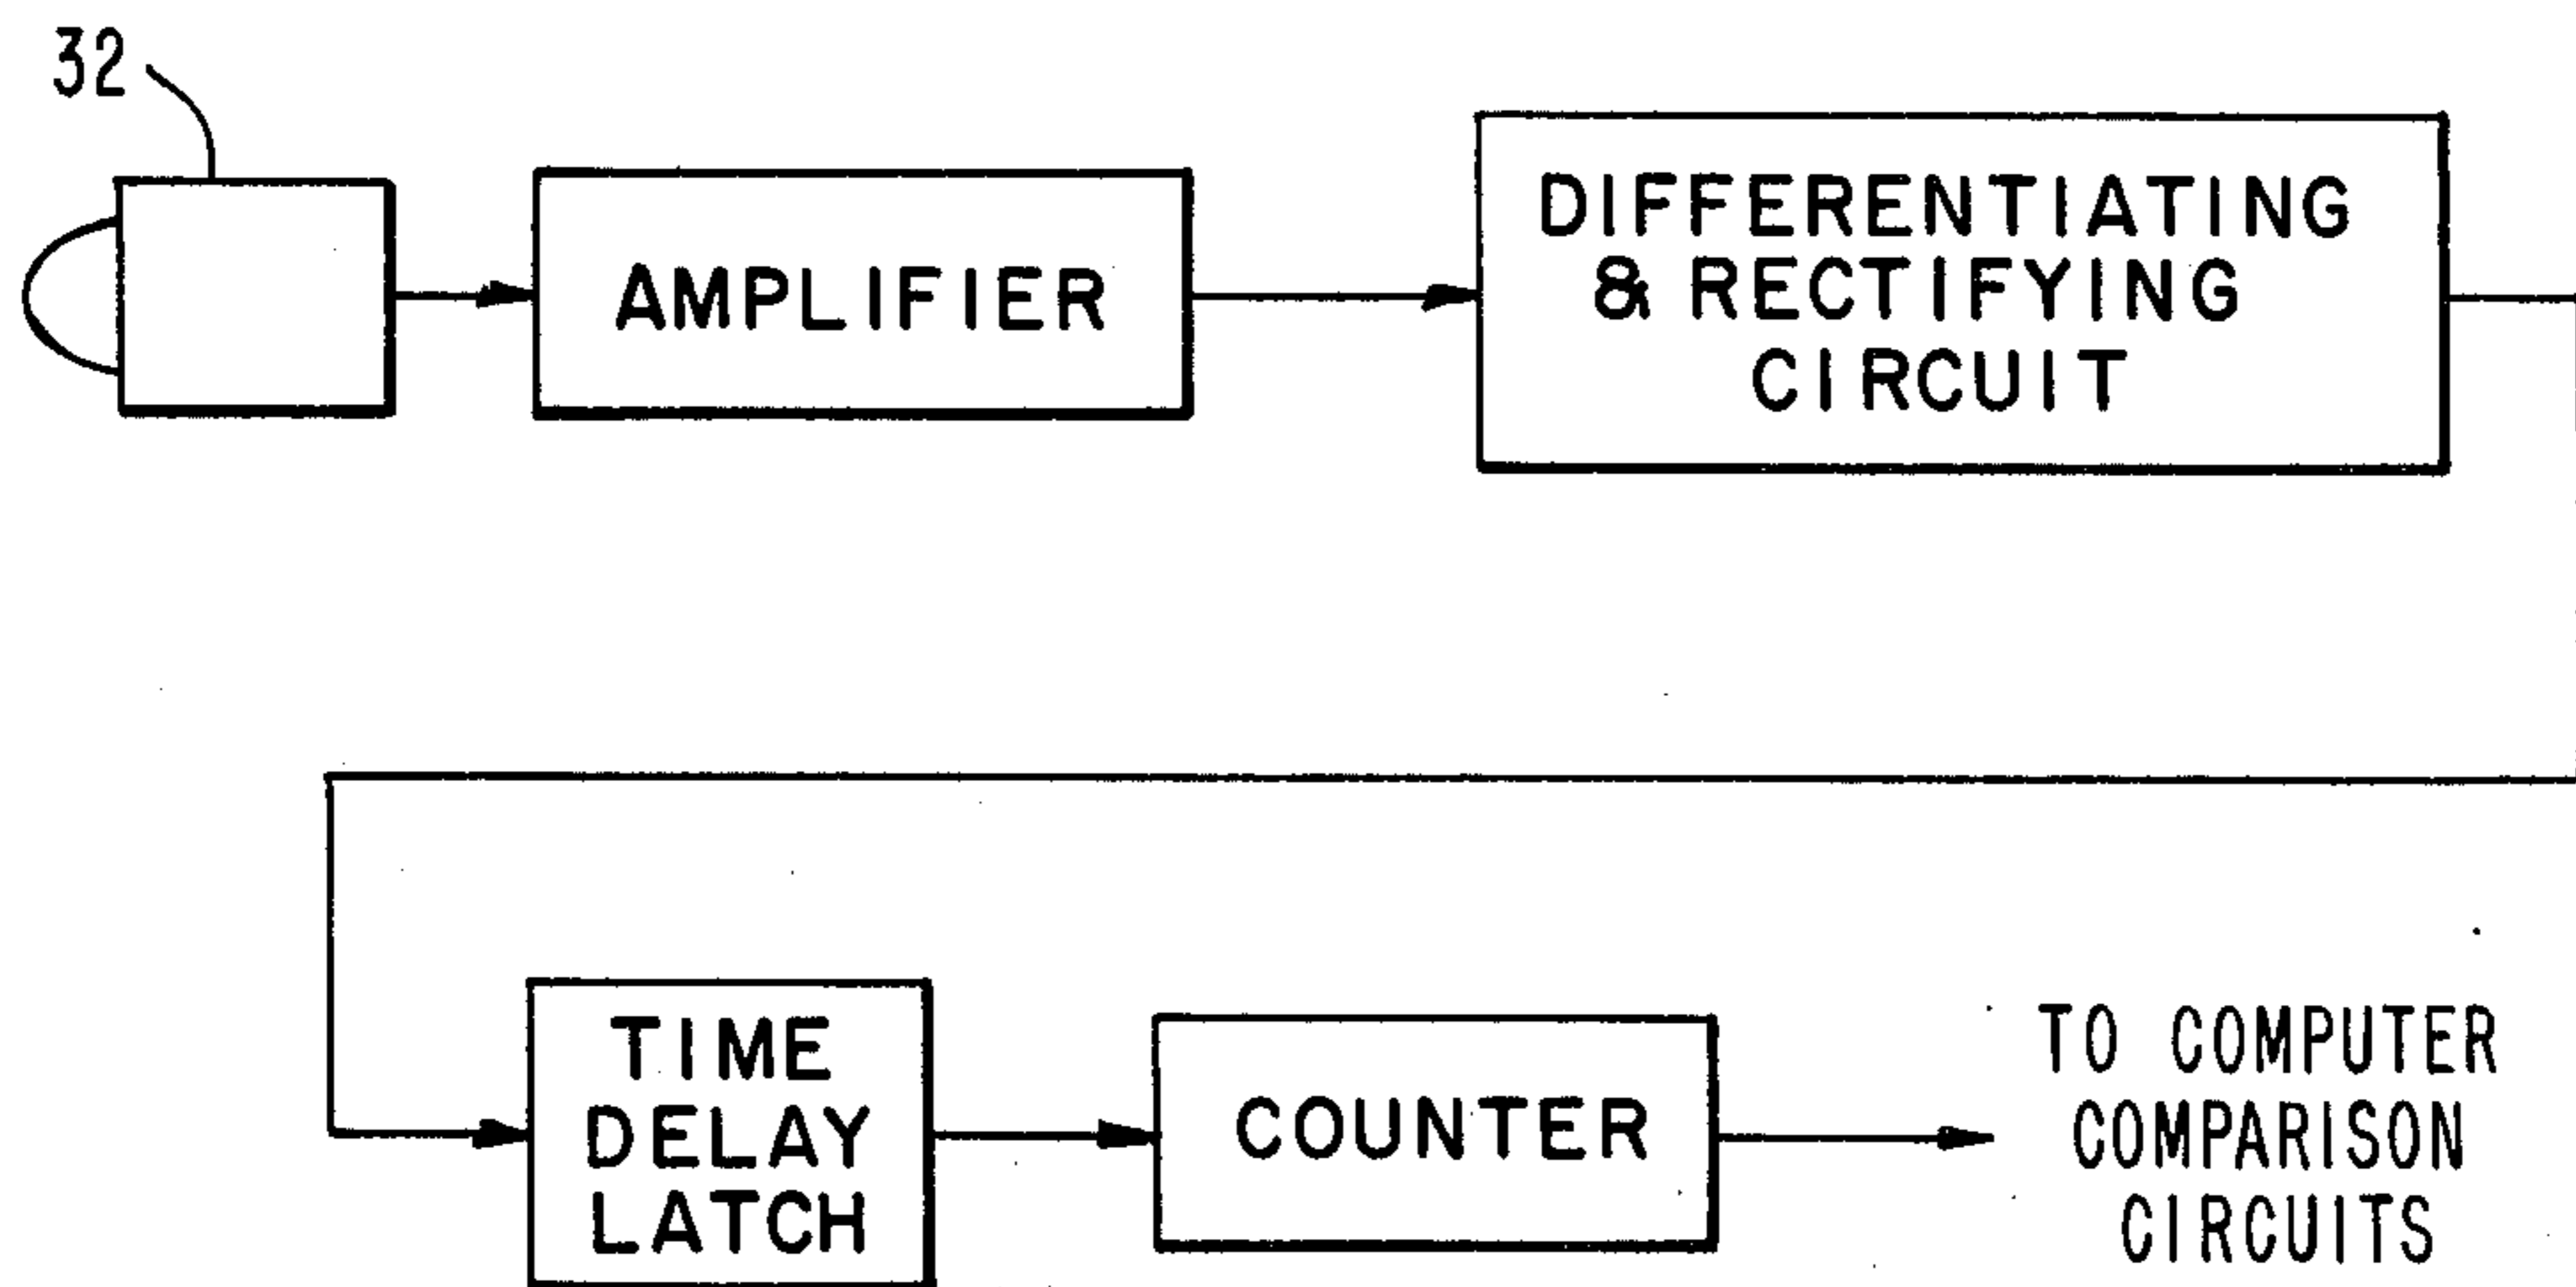 32
AMPLIFIER
DIFFERENTIATING
& RECTIFYING
CIRCUIT
TIME
DELAY
LATCH
COUNTER
TO COMPUTER
COMPARISON
CIRCUITS